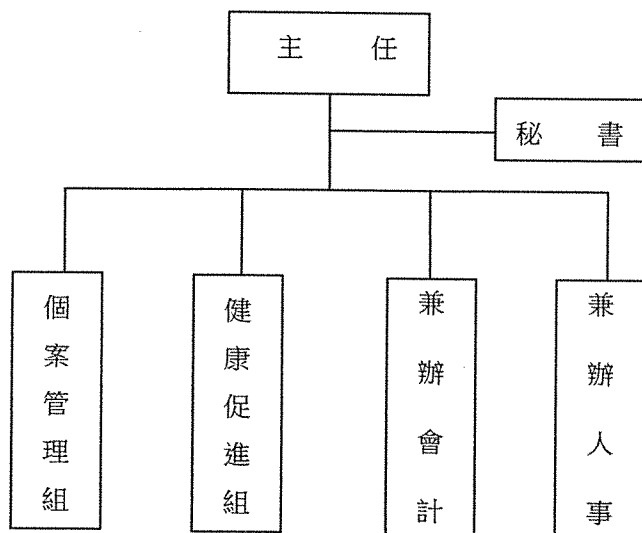 主 任
秘 書
個案管理組
健康促進組
兼辦會計
兼辦人事